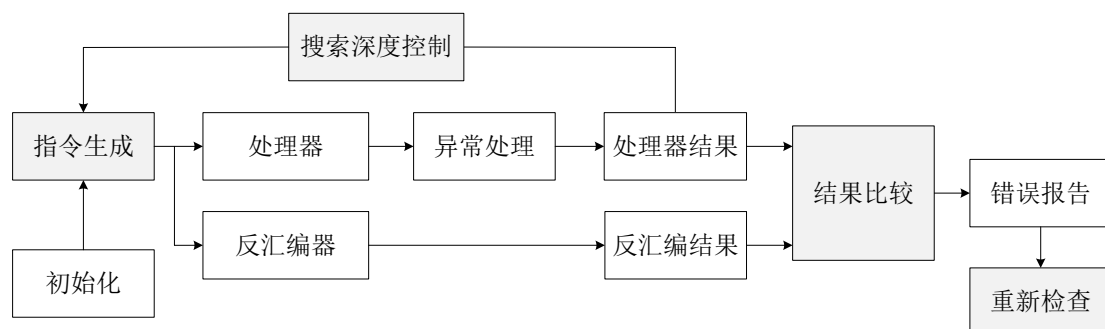 搜索深度控制
指令生成
处理器
异常处理
处理器结果
结果比较
错误报告
反汇编器
反汇编结果
初始化
重新检查